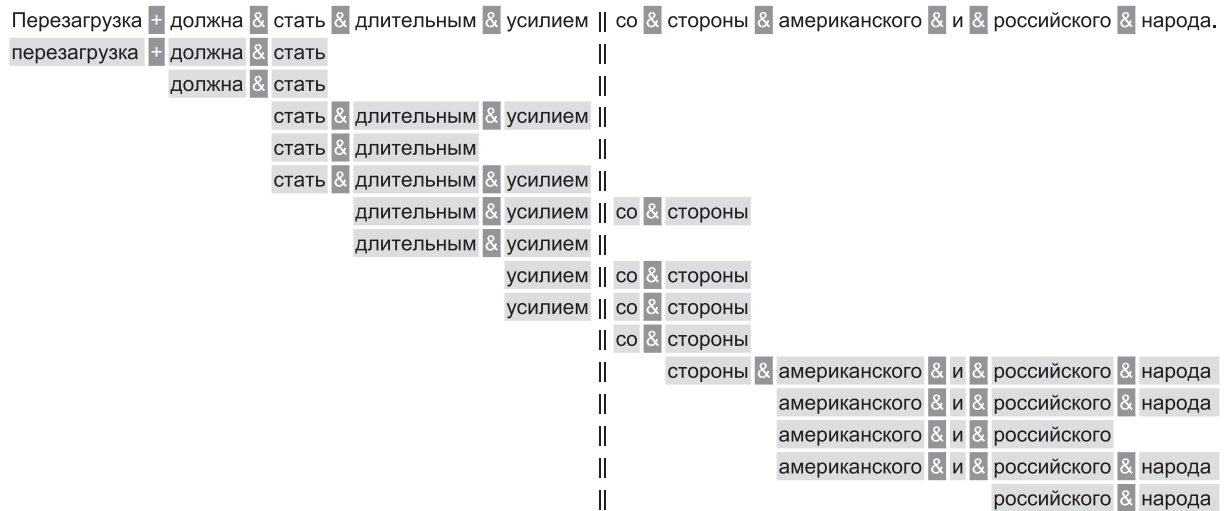 Перезагрузка + должна & стать & длительным & усилием || со & стороны & американского & и & российского & народа.
перезагрузка + должна & стать ||
должна & стать ||
стать & длительным & усилием ||
стать & длительным ||
стать & длительным & усилием ||
длительным & усилием || со & стороны
длительным & усилием ||
усилием || со & стороны
усилием || со & стороны
|| со & стороны
|| стороны & американского & и & российского & народа
|| американского & и & российского & народа
|| американского & и & российского
|| американского & и & российского & народа
|| российского & народа